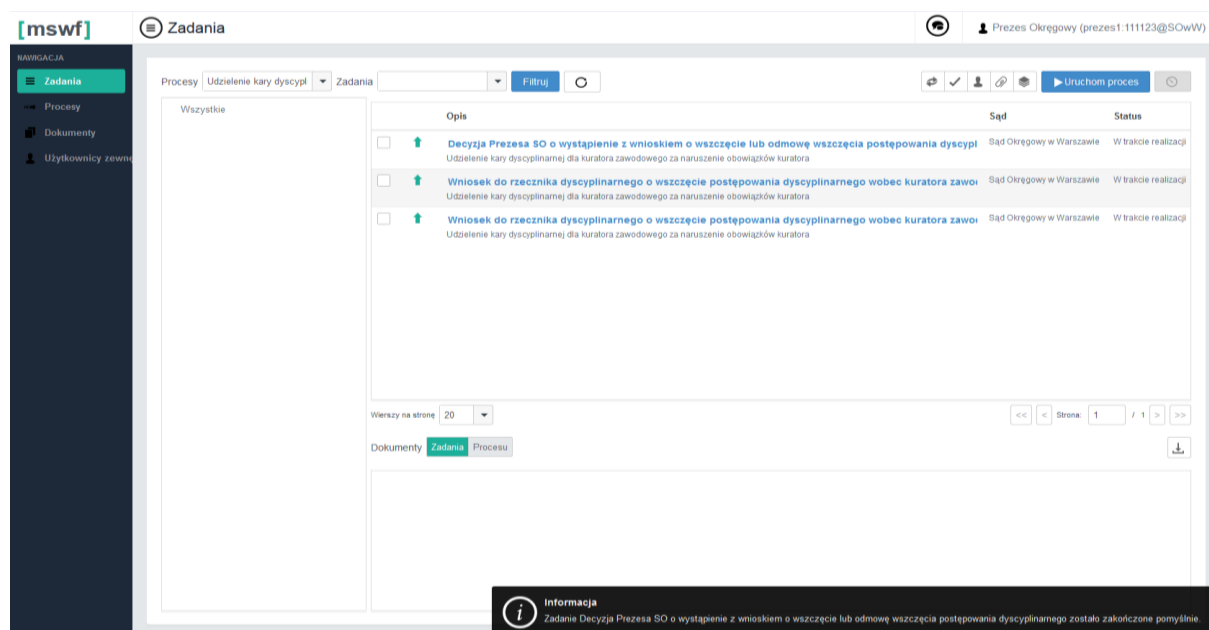 [mswf]
Zadania
Prezes Okręgowy (prezes1:111123@SOwW)
NAWIGACJA
Zadania
Procesy
Dokumenty
Użytkownicy zewnę
Procesy Udzielenie kary dyscypl Zadania Filtruj Uruchom proces
Wszystkie
Opis Sąd Status
Decyzja Prezesa SO o wystąpienie z wnioskiem o wszczęcie lub odmowę wszczęcia postępowania dyscypl Sąd Okręgowy w Warszawie W trakcie realizacji
Udzielenie kary dyscyplinarnej dla kuratora zawodowego za naruszenie obowiązków kuratora
Wniosek do rzecznika dyscyplinarnego o wszczęcie postępowania dyscyplinarnego wobec kuratora zawo Sąd Okręgowy w Warszawie W trakcie realizacji
Udzielenie kary dyscyplinarnej dla kuratora zawodowego za naruszenie obowiązków kuratora
Wniosek do rzecznika dyscyplinarnego o wszczęcie postępowania dyscyplinarnego wobec kuratora zawo Sąd Okręgowy w Warszawie W trakcie realizacji
Udzielenie kary dyscyplinarnej dla kuratora zawodowego za naruszenie obowiązków kuratora
Wierszy na stronę 20 << < Strona: 1 / 1 > >>
Dokumenty Zadania Procesu
Informacja
Zadanie Decyzja Prezesa SO o wystąpienie z wnioskiem o wszczęcie lub odmowę wszczęcia postępowania dyscyplinarnego zostało zakończone pomyślnie.